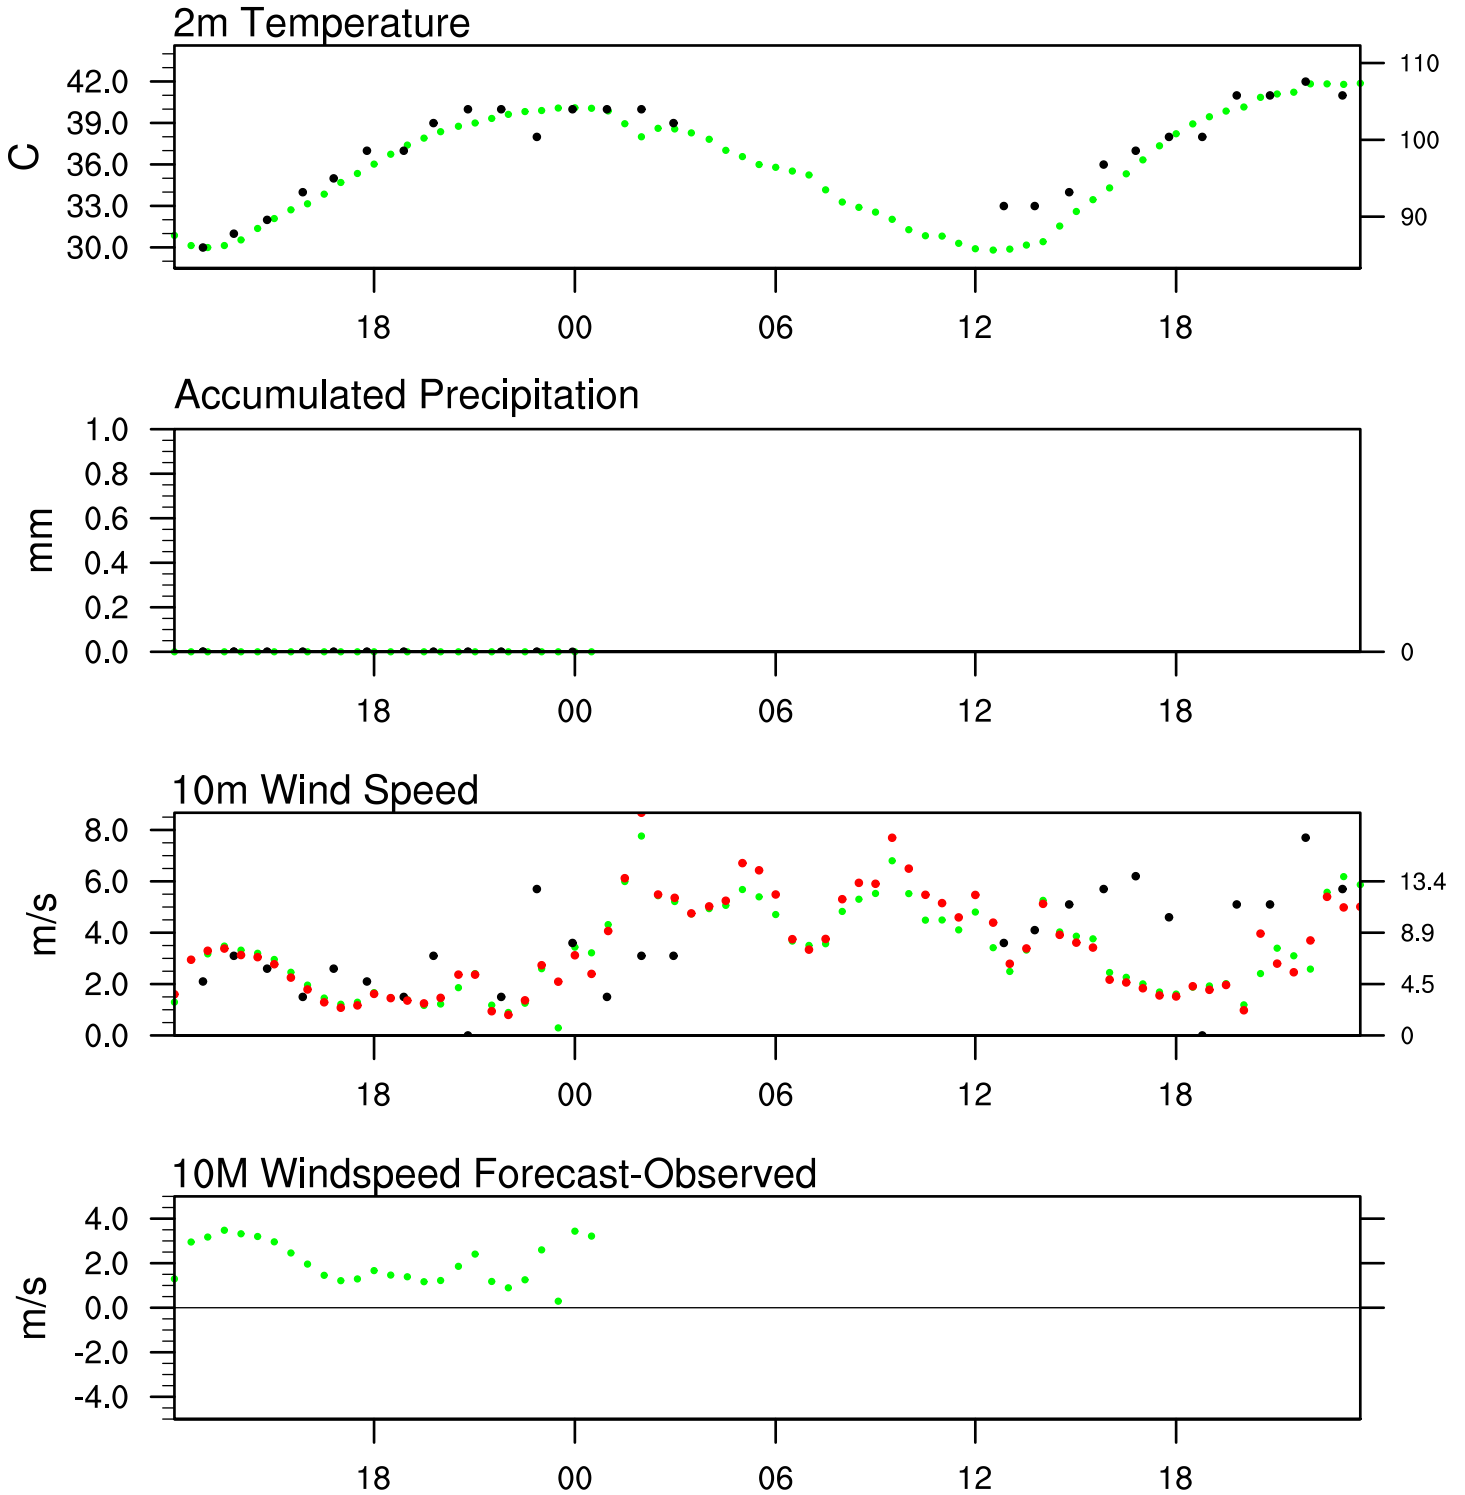 2m Temperature
42.0
39.0
36.0
33.0
30.0
C
110
100
90
18 00 06 12 18
Accumulated Precipitation
1.0
0.8
0.6
0.4
0.2
0.0
mm
0
18 00 06 12 18
10m Wind Speed
8.0
6.0
4.0
2.0
0.0
m/s
13.4
8.9
4.5
0
18 00 06 12 18
10M Windspeed Forecast-Observed
4.0
2.0
0.0
-2.0
-4.0
m/s
18 00 06 12 18